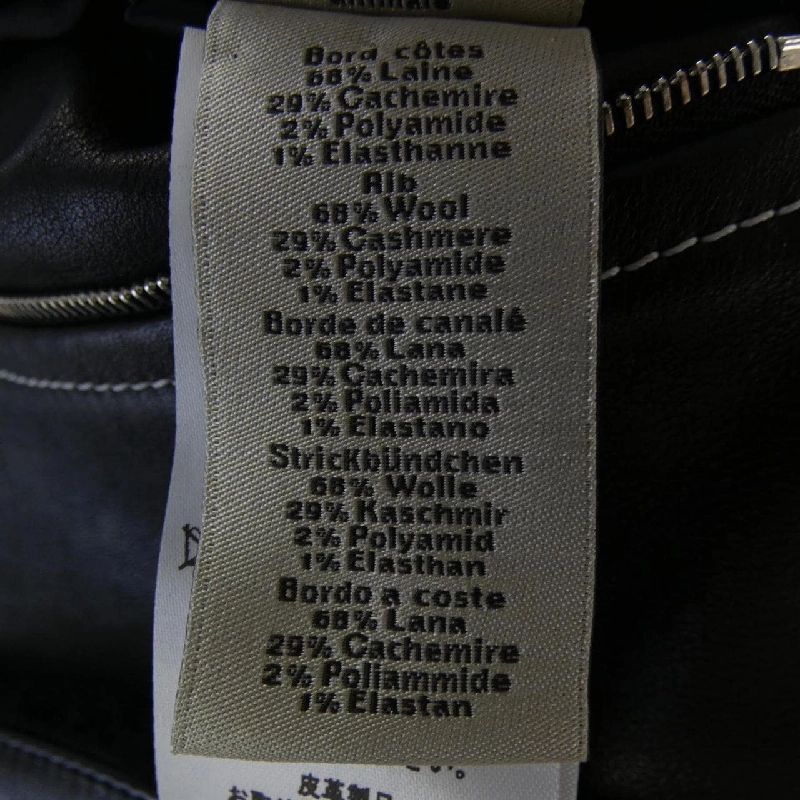 Bord côtes
68% Laine
29% Cachemire
2% Polyamide
1% Elasthanne
Rib
68% Wool
29% Cashmere
2% Polyamide
1% Elastane
Borde de canalé
68% Lana
29% Cachemira
2% Poliamida
1% Elastano
Strickbündchen
68% Wolle
29% Kaschmir
2% Polyamid
1% Elasthan
Bordo a coste
68% Lana
29% Cachemire
2% Poliammide
1% Elastan
皮革製品